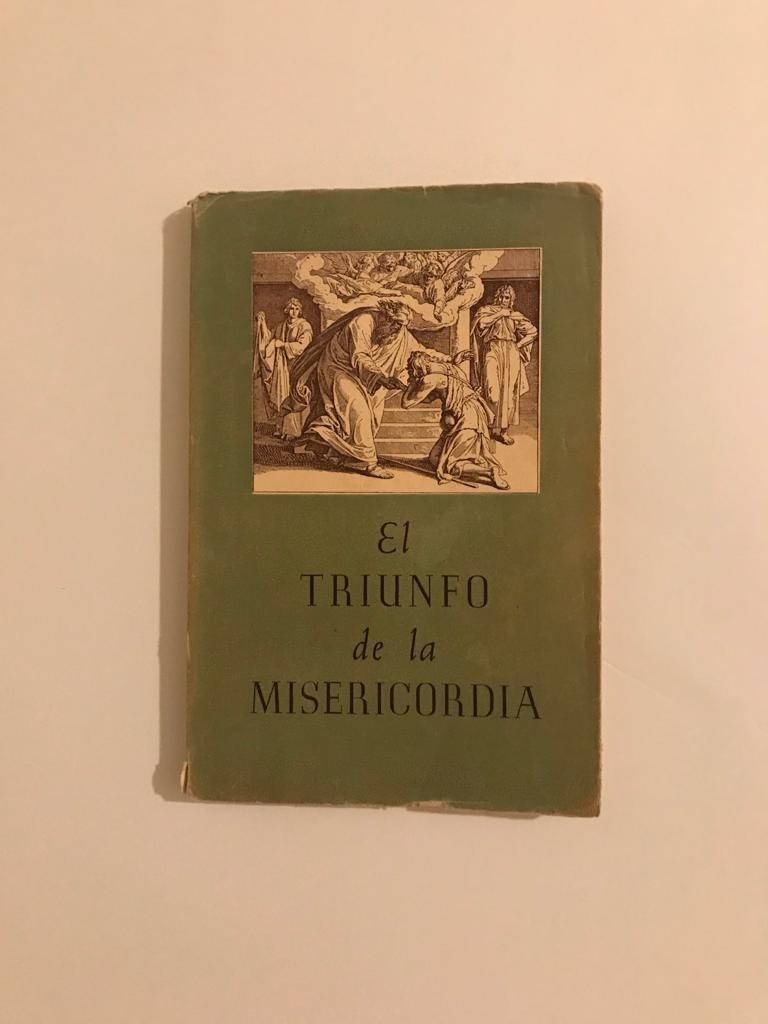 El
TRIUNFO
de la
MISERICORDIA